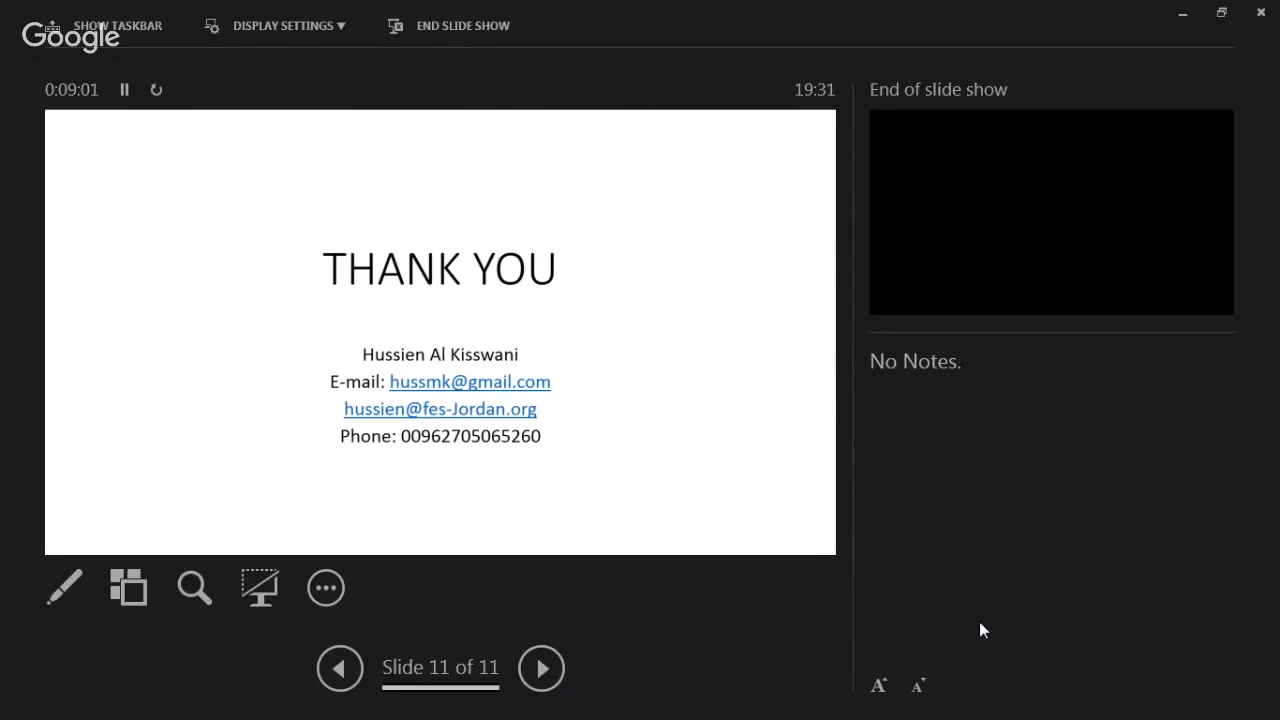 SHOW TASKBAR
DISPLAY SETTINGS
END SLIDE SHOW
Google
0:09:01
19:31
End of slide show
THANK YOU
Hussien Al Kisswani
E-mail: hussmk@gmail.com
hussien@fes-Jordan.org
Phone: 00962705065260
No Notes.
Slide 11 of 11
A
A